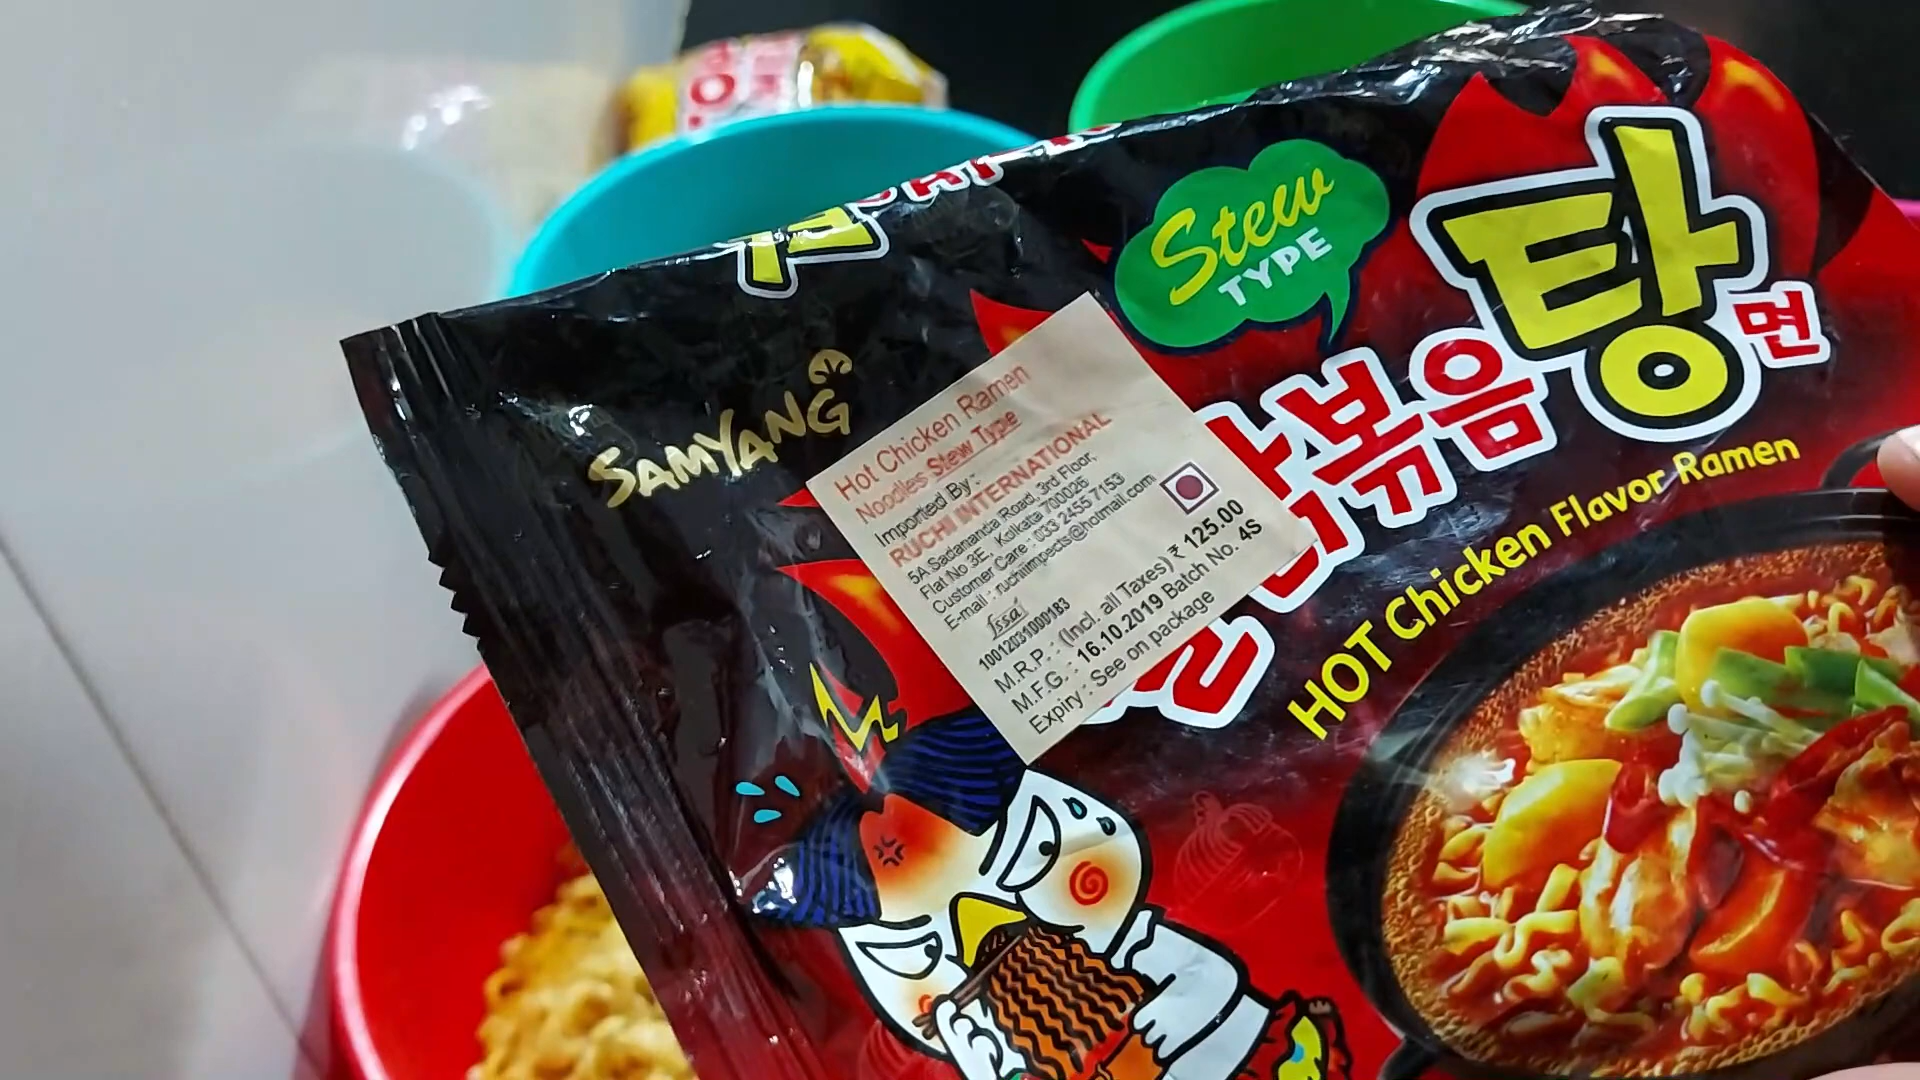 Stew
TYPE
탕
면
볶음
SAMYANG
HOT Chicken Flavor Ramen
Hot Chicken Ramen
Noodles Stew Type
Imported By :
RUCHI INTERNATIONAL
5A Sadananda Road, 3rd Floor,
Flat No 3E, Kolkata 700026
Customer Care : 033 2455 7153
E-mail : ruchiimpects@hotmail.com
fssai
10012031000183
M.R.P. : (Incl. all Taxes) ₹ 125.00
M.F.G. : 16.10.2019 Batch No. 4S
Expiry : See on package